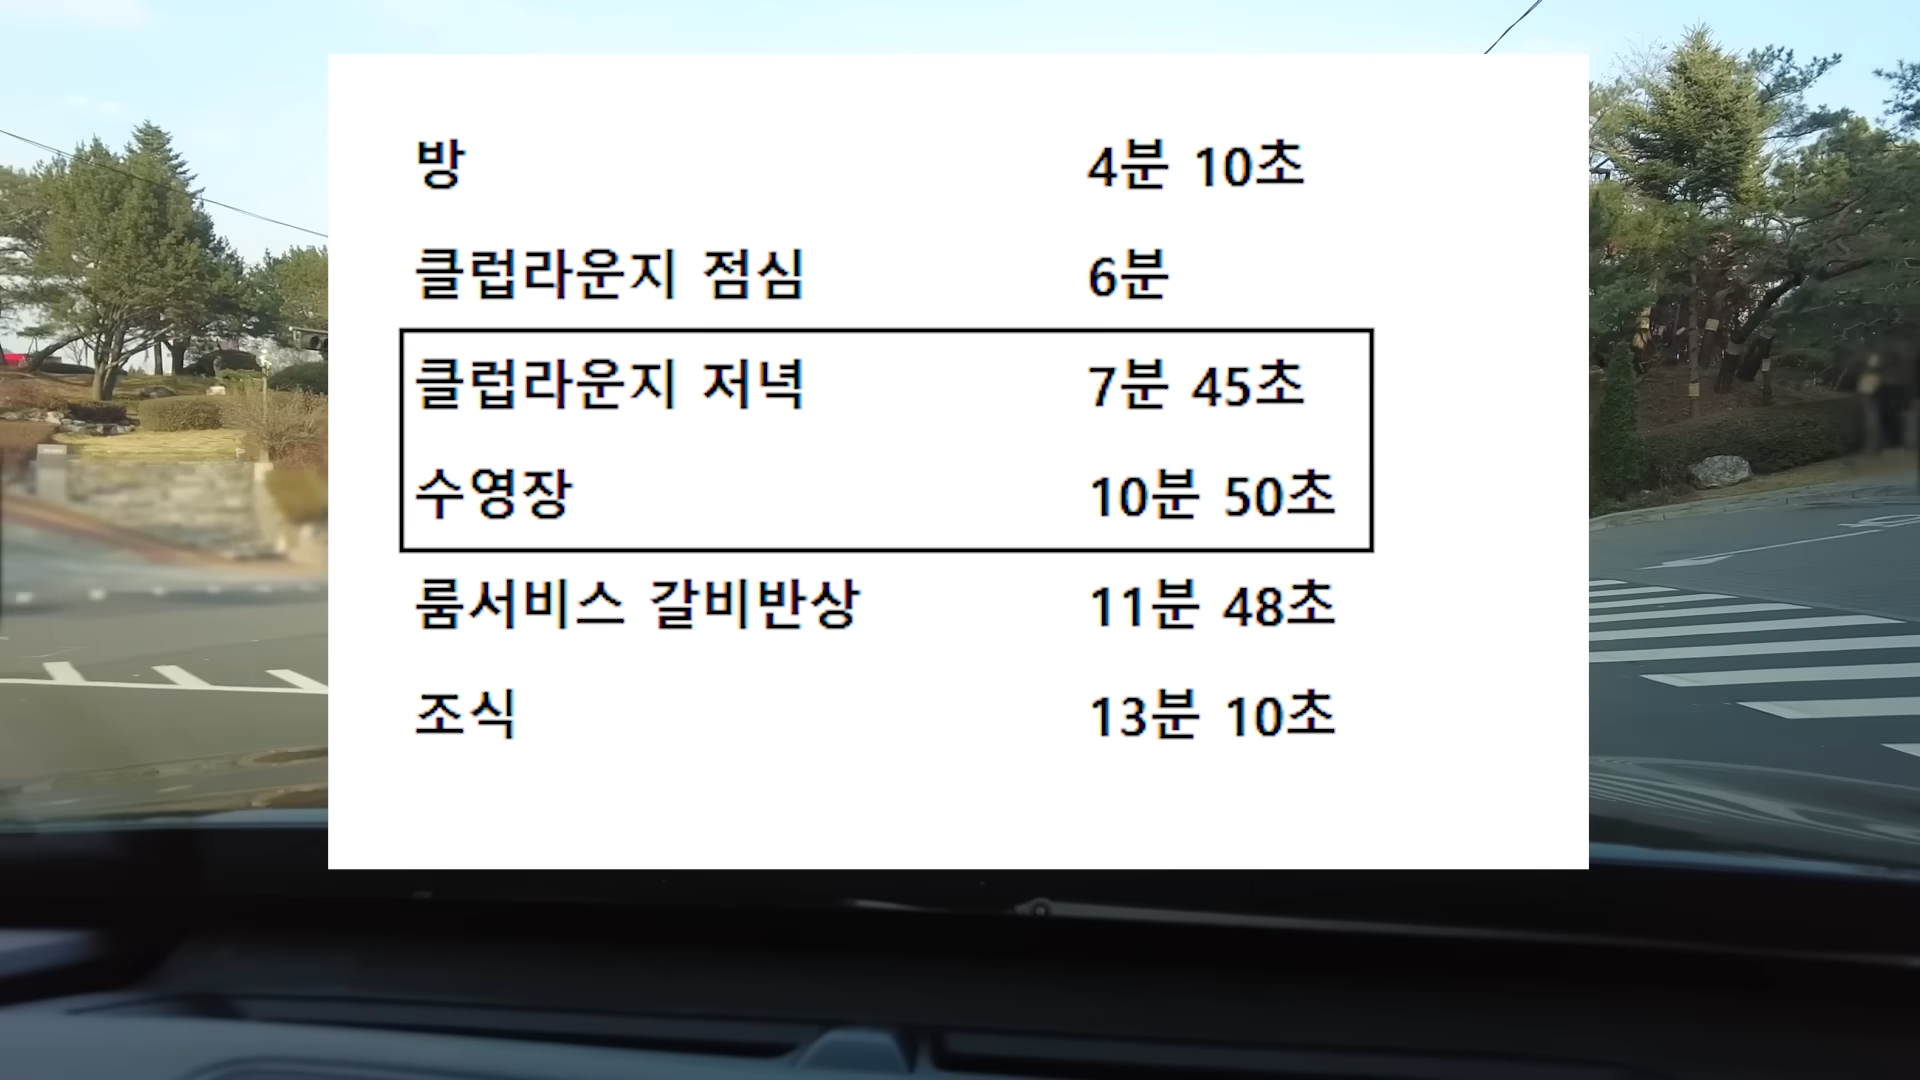 방 4분 10초
클럽라운지 점심 6분
클럽라운지 저녁 7분 45초
수영장 10분 50초
룸서비스 갈비반상 11분 48초
조식 13분 10초